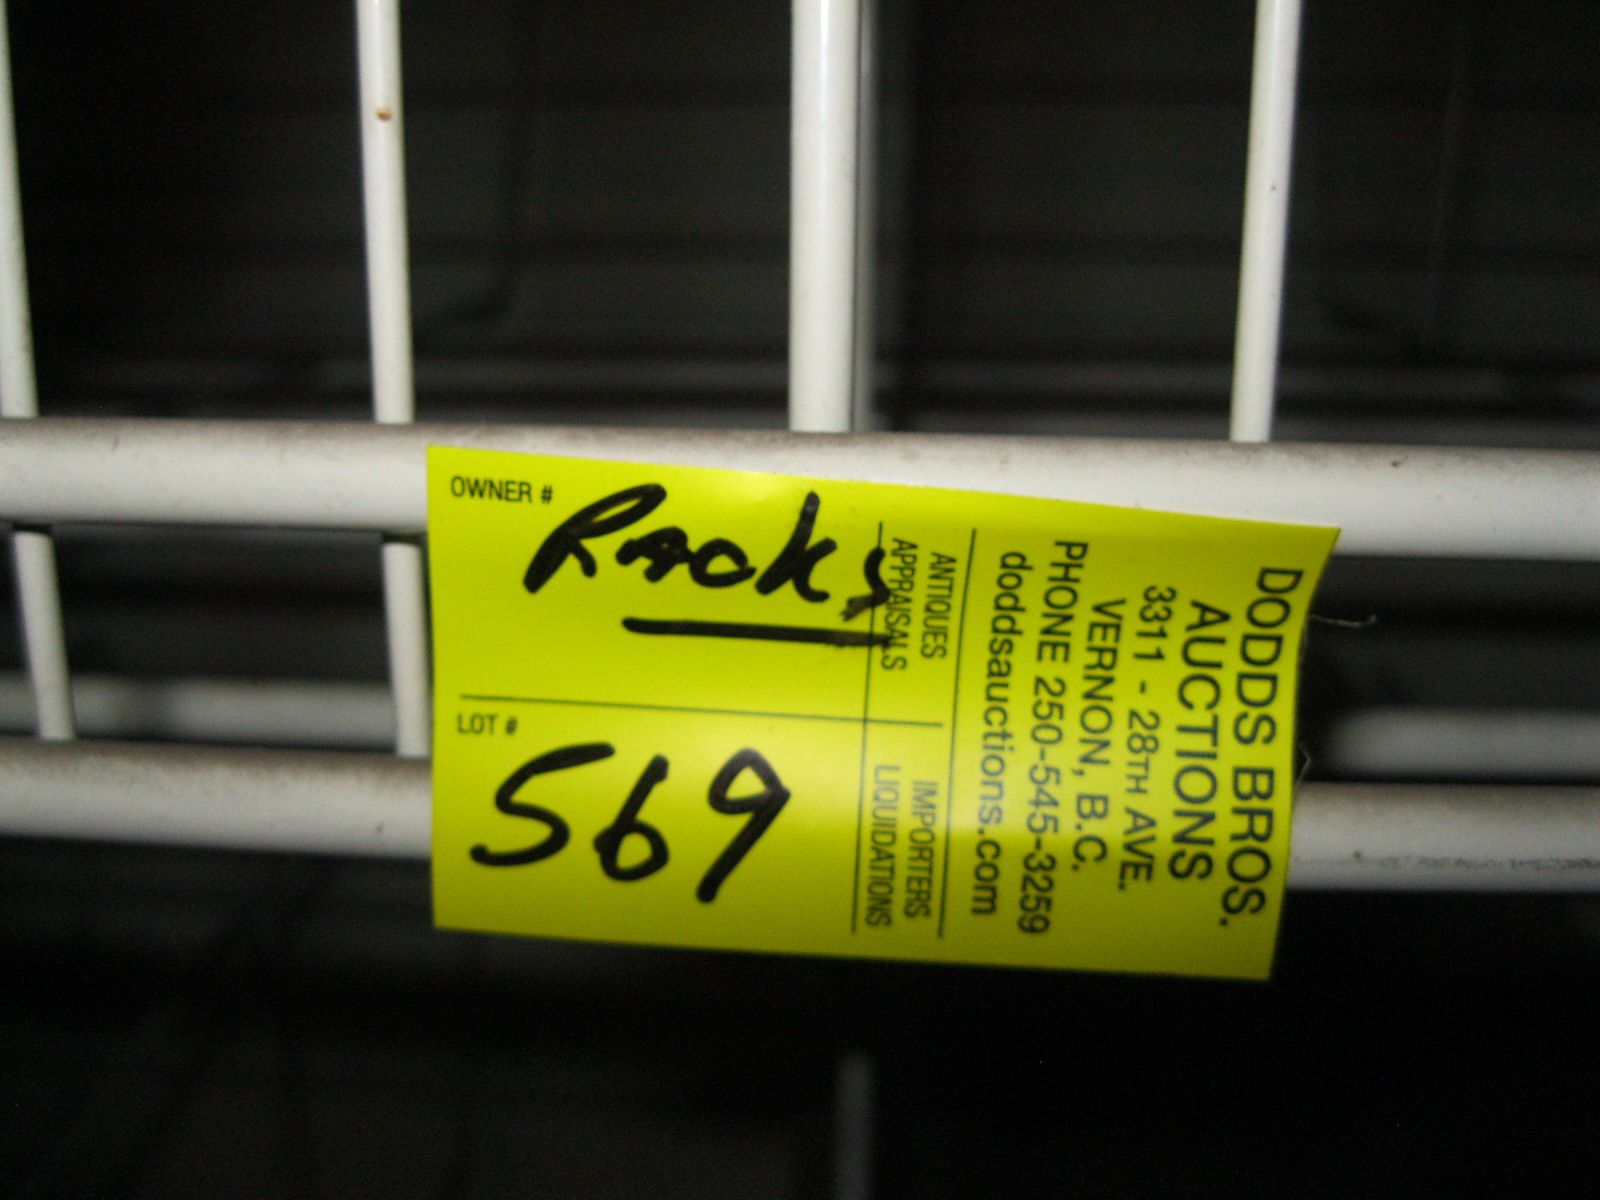 OWNER #
Racks
LOT #
569
ANTIQUES
APPRAISALS
IMPORTERS
LIQUIDATIONS
DODDS BROS.
AUCTIONS
3311 - 28TH AVE.
VERNON, B.C.
PHONE 250-545-3259
doddsauctions.com